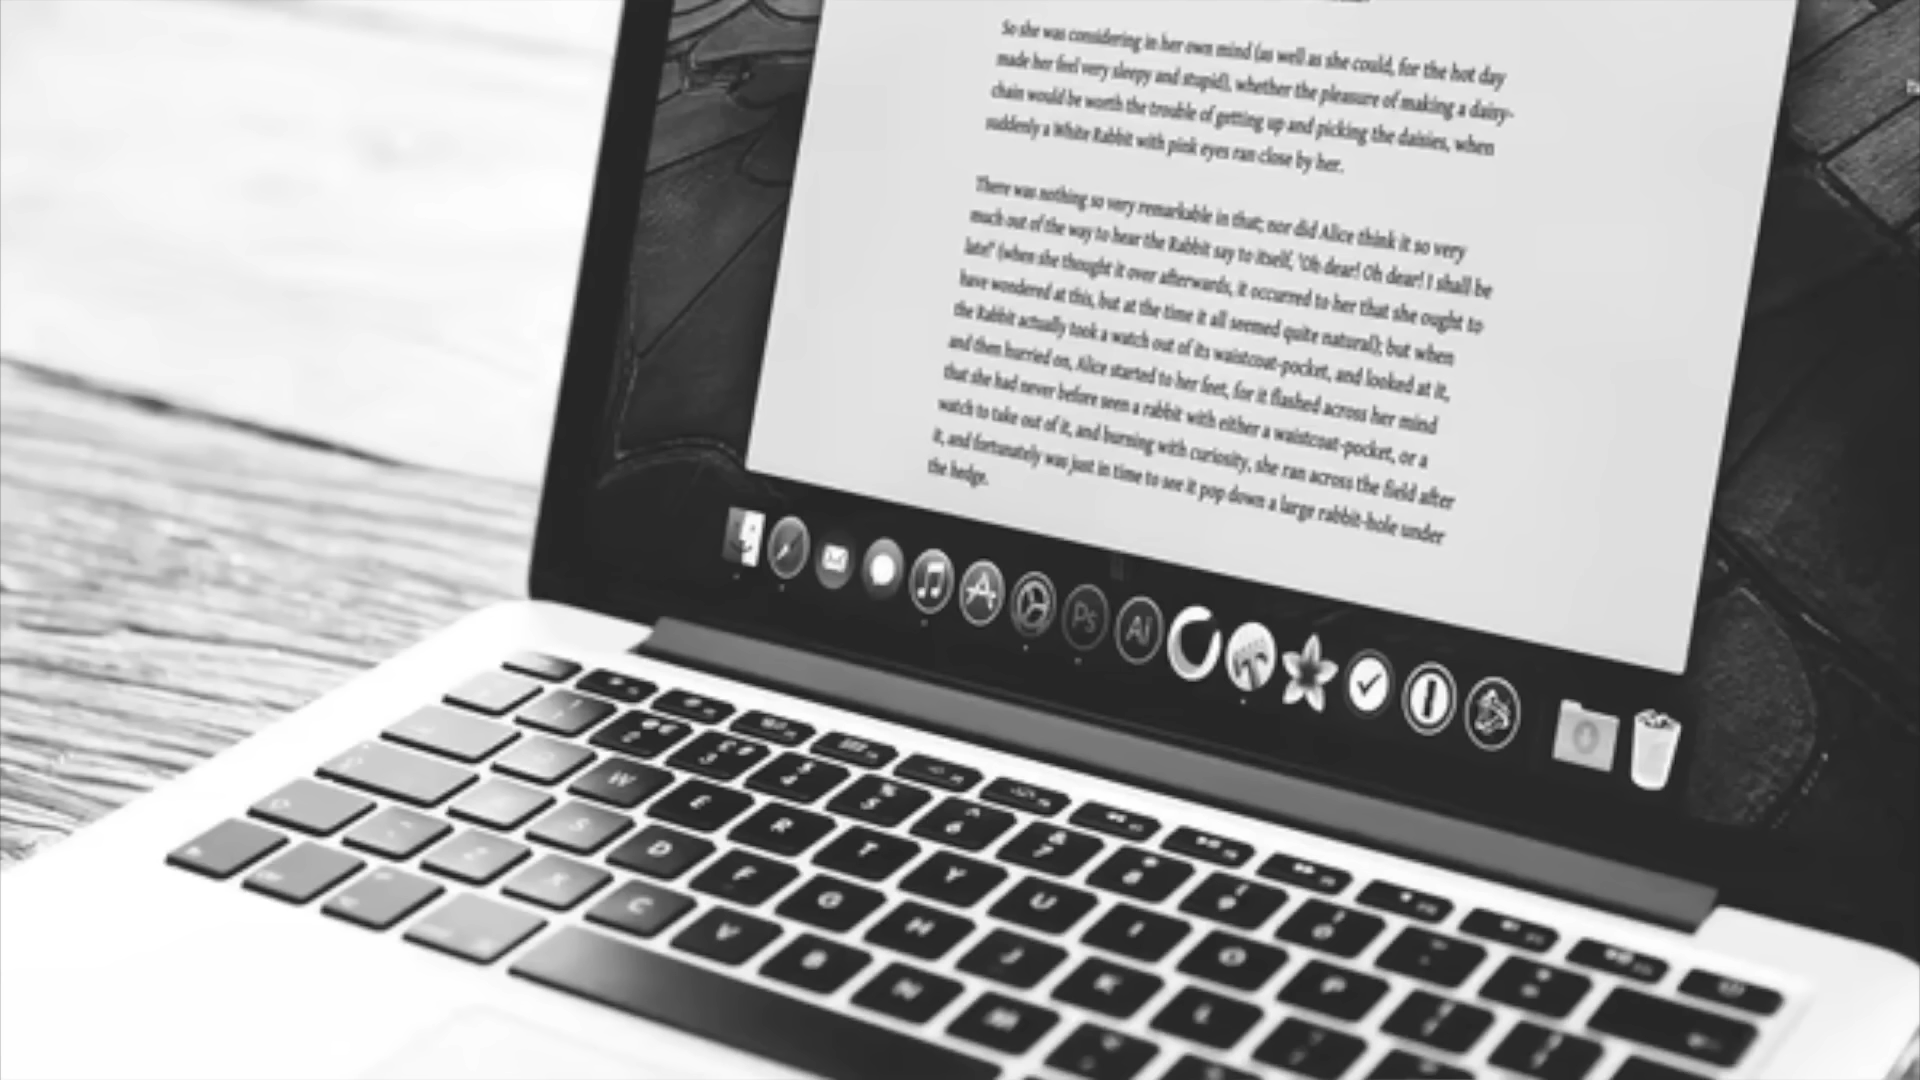 So she was considering in her own mind (as well as she could, for the hot day
made her feel very sleepy and stupid), whether the pleasure of making a daisy-
chain would be worth the trouble of getting up and picking the daisies, when
suddenly a White Rabbit with pink eyes ran close by her.
There was nothing so very remarkable in that; nor did Alice think it so very
much out of the way to hear the Rabbit say to itself, 'Oh dear! Oh dear! I shall be
late!' (when she thought it over afterwards, it occurred to her that she ought to
have wondered at this, but at the time it all seemed quite natural); but when
the Rabbit actually took a watch out of its waistcoat-pocket, and looked at it,
and then hurried on, Alice started to her feet, for it flashed across her mind
that she had never before seen a rabbit with either a waistcoat-pocket, or a
watch to take out of it, and burning with curiosity, she ran across the field after
it, and fortunately was just in time to see it pop down a large rabbit-hole under
the hedge.
Ps
Ai
2 3 4 5 6 7 8 9 0
W E R T Y U I O P
S D F G H J K L
Z X C V B N M